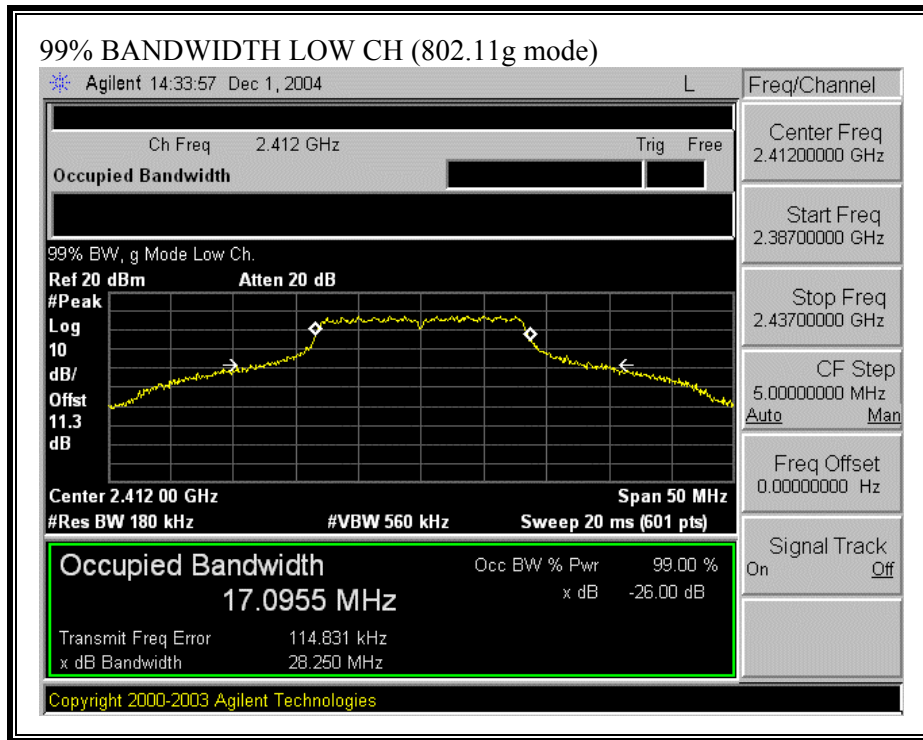 99% BANDWIDTH LOW CH (802.11g mode)
Agilent 14:33:57 Dec 1, 2004 L
Freq/Channel
Ch Freq 2.412 GHz Trig Free
Occupied Bandwidth
Center Freq
2.41200000 GHz
Start Freq
2.38700000 GHz
Stop Freq
2.43700000 GHz
CF Step
5.00000000 MHz
Auto Man
Freq Offset
0.00000000 Hz
Signal Track
On Off
99% BW, g Mode Low Ch.
Ref 20 dBm Atten 20 dB
#Peak
Log
10
dB/
Offst
11.3
dB
Center 2.412 00 GHz Span 50 MHz
#Res BW 180 kHz #VBW 560 kHz Sweep 20 ms (601 pts)
Occupied Bandwidth Occ BW % Pwr 99.00 %
17.0955 MHz x dB -26.00 dB
Transmit Freq Error 114.831 kHz
x dB Bandwidth 28.250 MHz
Copyright 2000-2003 Agilent Technologies